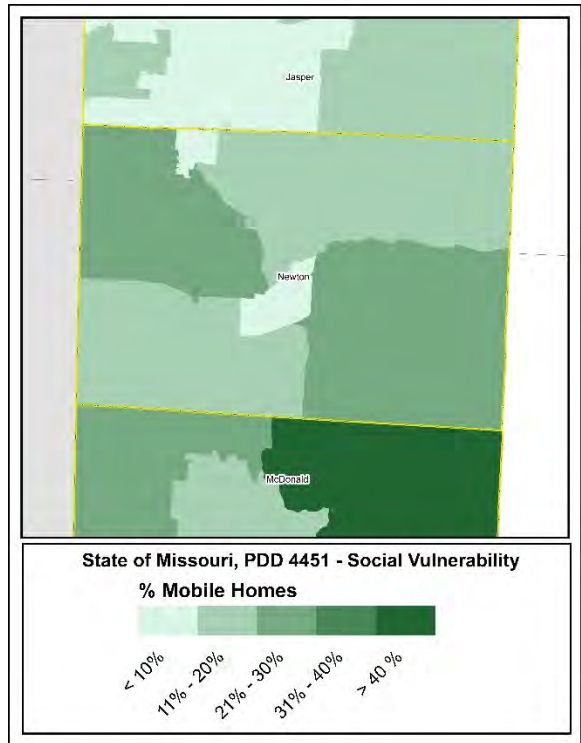 Jasper
Newton
McDonald
State of Missouri, PDD 4451 - Social Vulnerability
% Mobile Homes
< 10%
11% - 20%
21% - 30%
31% - 40%
> 40 %